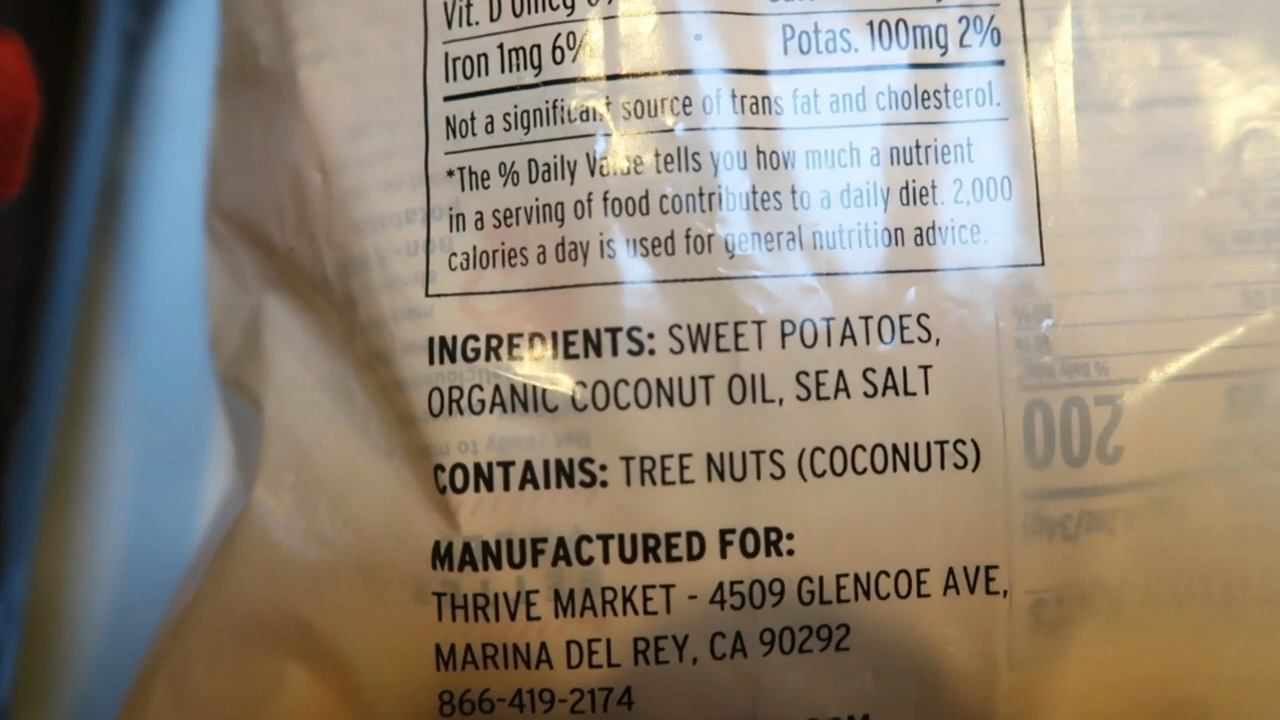 Vit. D 0mcg
Iron 1mg 6%
Potas. 100mg 2%
Not a significant source of trans fat and cholesterol.
*The % Daily Value tells you how much a nutrient
in a serving of food contributes to a daily diet. 2,000
calories a day is used for general nutrition advice.
INGREDIENTS: SWEET POTATOES,
ORGANIC COCONUT OIL, SEA SALT
CONTAINS: TREE NUTS (COCONUTS)
MANUFACTURED FOR:
THRIVE MARKET - 4509 GLENCOE AVE,
MARINA DEL REY, CA 90292
866-419-2174
200